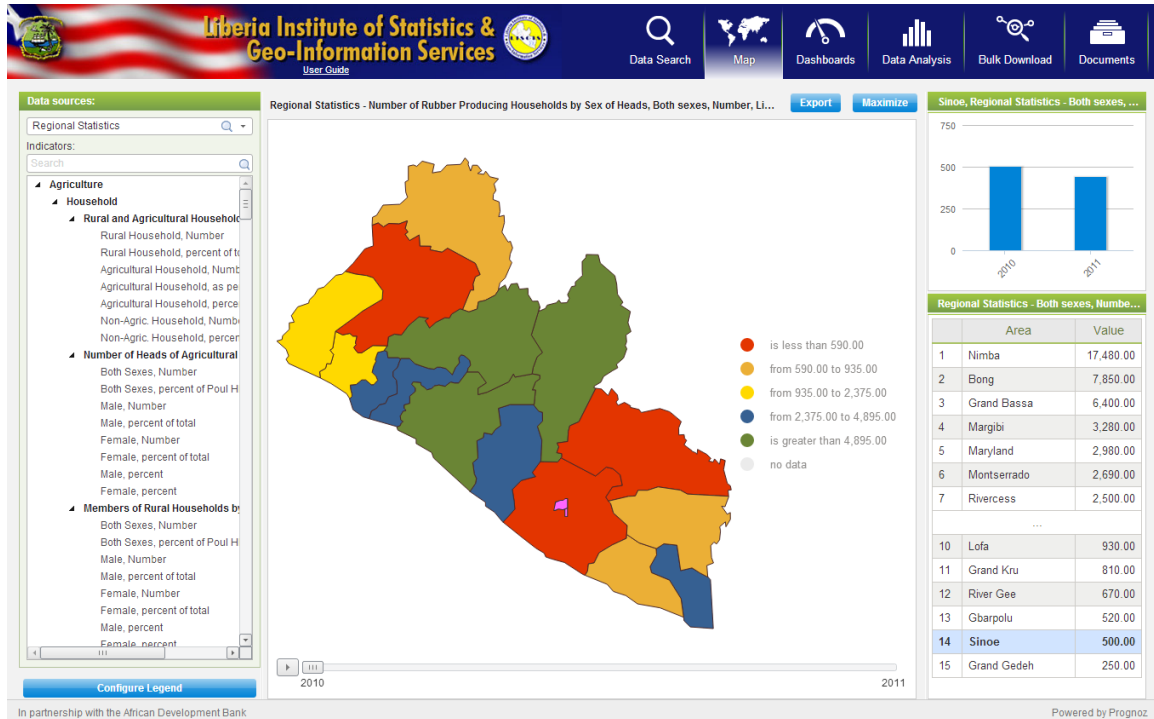 Liberia Institute of Statistics &
Geo-Information Services
User Guide
Data Search
Map
Dashboards
Data Analysis
Bulk Download
Documents
Data sources:
Regional Statistics
Indicators:
Search
Agriculture
Household
Rural and Agricultural Household
Rural Household, Number
Rural Household, percent of to
Agricultural Household, Numb
Agricultural Household, as pe
Agricultural Household, perce
Non-Agric. Household, Numb
Non-Agric. Household, percen
Number of Heads of Agricultural
Both Sexes, Number
Both Sexes, percent of Poul H
Male, Number
Male, percent of total
Female, Number
Female, percent of total
Male, percent
Female, percent
Members of Rural Households by
Both Sexes, Number
Both Sexes, percent of Poul H
Male, Number
Male, percent of total
Female, Number
Female, percent of total
Male, percent
Female, percent
Configure Legend
Regional Statistics - Number of Rubber Producing Households by Sex of Heads, Both sexes, Number, Li...
Export
Maximize
is less than 590.00
from 590.00 to 935.00
from 935.00 to 2,375.00
from 2,375.00 to 4,895.00
is greater than 4,895.00
no data
2010
2011
Sinoe, Regional Statistics - Both sexes, ...
750
500
250
0
2010
2011
Regional Statistics - Both sexes, Numbe...
Area Value
1 Nimba 17,480.00
2 Bong 7,850.00
3 Grand Bassa 6,400.00
4 Margibi 3,280.00
5 Maryland 2,980.00
6 Montserrado 2,690.00
7 Rivercess 2,500.00
...
10 Lofa 930.00
11 Grand Kru 810.00
12 River Gee 670.00
13 Gbarpolu 520.00
14 Sinoe 500.00
15 Grand Gedeh 250.00
In partnership with the African Development Bank
Powered by Prognoz